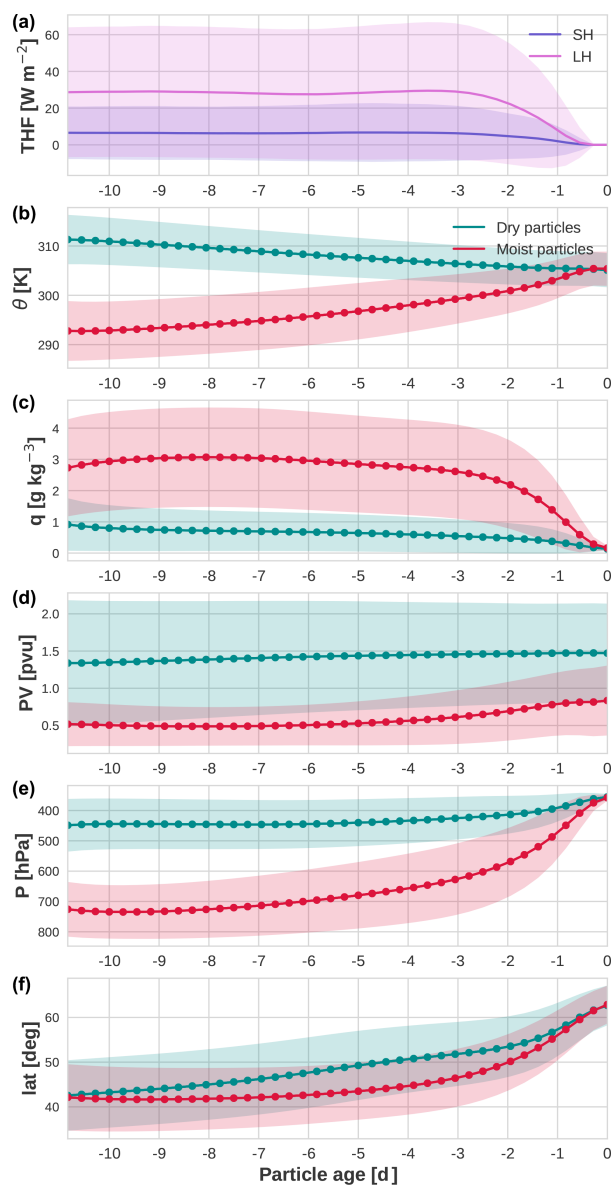 (a)
THF [W m−2]
60
40
20
0
SH
LH
-10 -9 -8 -7 -6 -5 -4 -3 -2 -1 0
(b)
θ [K]
310
300
290
Dry particles
Moist particles
-10 -9 -8 -7 -6 -5 -4 -3 -2 -1 0
(c)
q [g kg−3]
4
3
2
1
0
-10 -9 -8 -7 -6 -5 -4 -3 -2 -1 0
(d)
PV [pvu]
2.0
1.5
1.0
0.5
-10 -9 -8 -7 -6 -5 -4 -3 -2 -1 0
(e)
P [hPa]
400
500
600
700
800
-10 -9 -8 -7 -6 -5 -4 -3 -2 -1 0
(f)
lat [deg]
60
50
40
-10 -9 -8 -7 -6 -5 -4 -3 -2 -1 0
Particle age [d]